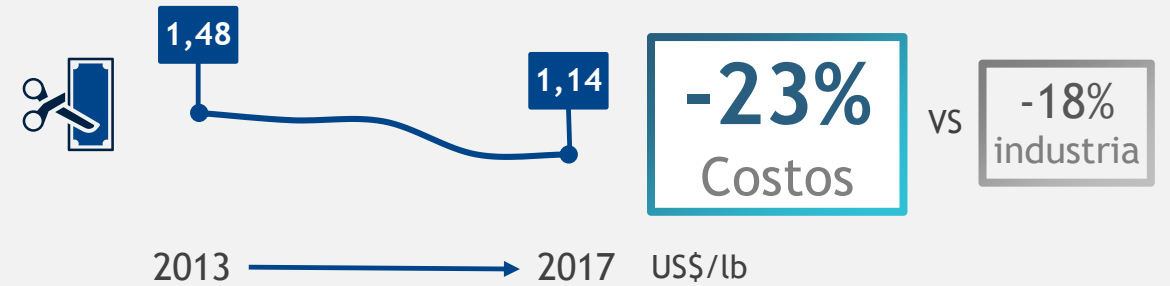 1,48
1,14
-23%
Costos
vs
-18%
industria
2013
2017
US$/lb